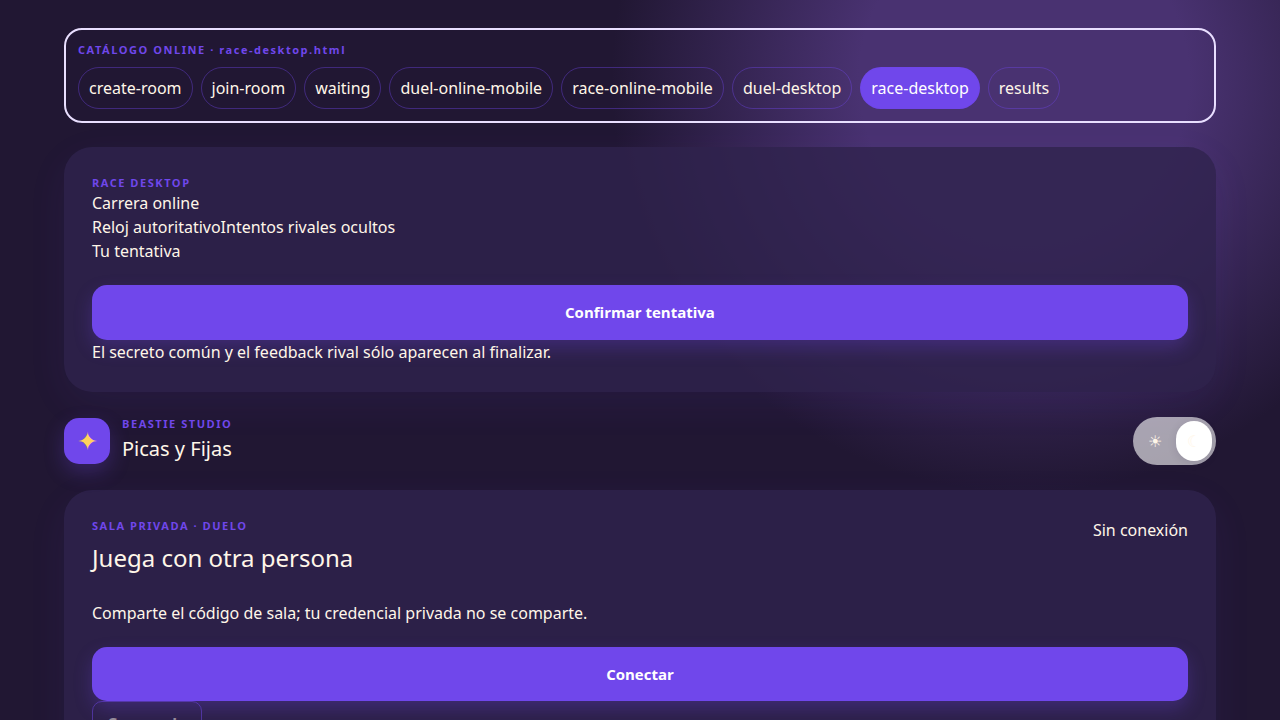 CATÁLOGO ONLINE · race-desktop.html
create-room join-room waiting duel-online-mobile race-online-mobile duel-desktop race-desktop results
RACE DESKTOP
Carrera online
Reloj autoritativoIntentos rivales ocultos
Tu tentativa
Confirmar tentativa
El secreto común y el feedback rival sólo aparecen al finalizar.
BEASTIE STUDIO
Picas y Fijas
SALA PRIVADA · DUELO
Sin conexión
Juega con otra persona
Comparte el código de sala; tu credencial privada no se comparte.
Conectar